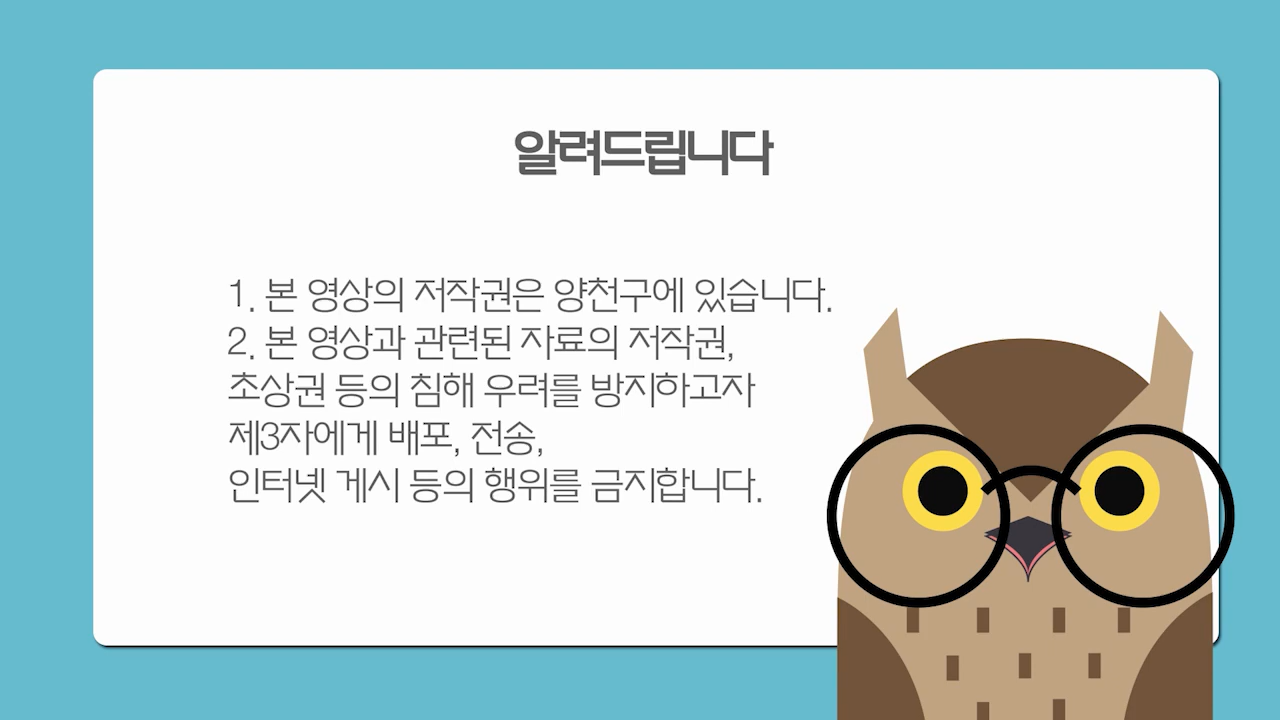 알려드립니다
1. 본 영상의 저작권은 양천구에 있습니다.
2. 본 영상과 관련된 자료의 저작권,
초상권 등의 침해 우려를 방지하고자
제3자에게 배포, 전송,
인터넷 게시 등의 행위를 금지합니다.